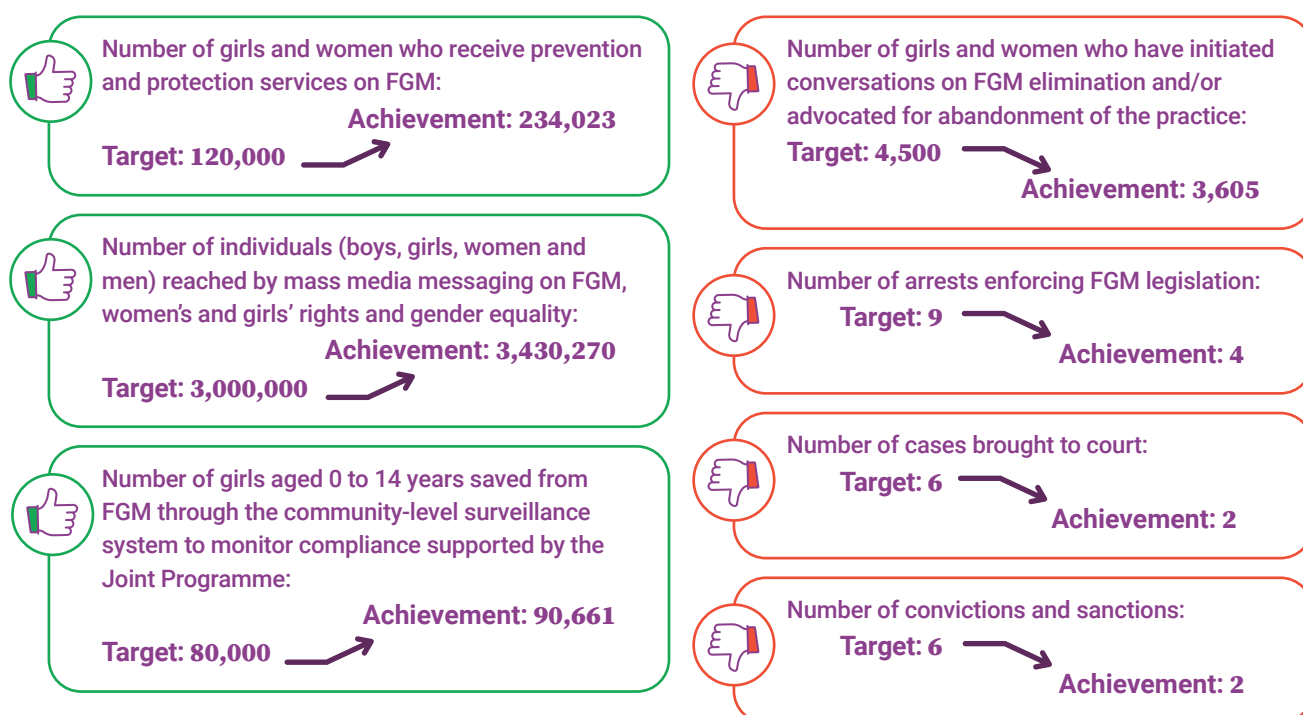 Number of girls and women who receive prevention
and protection services on FGM:
Achievement: 234,023
Target: 120,000
Number of individuals (boys, girls, women and
men) reached by mass media messaging on FGM,
women’s and girls’ rights and gender equality:
Achievement: 3,430,270
Target: 3,000,000
Number of girls aged 0 to 14 years saved from
FGM through the community-level surveillance
system to monitor compliance supported by the
Joint Programme:
Achievement: 90,661
Target: 80,000
Number of girls and women who have initiated
conversations on FGM elimination and/or
advocated for abandonment of the practice:
Target: 4,500
Achievement: 3,605
Number of arrests enforcing FGM legislation:
Target: 9
Achievement: 4
Number of cases brought to court:
Target: 6
Achievement: 2
Number of convictions and sanctions:
Target: 6
Achievement: 2